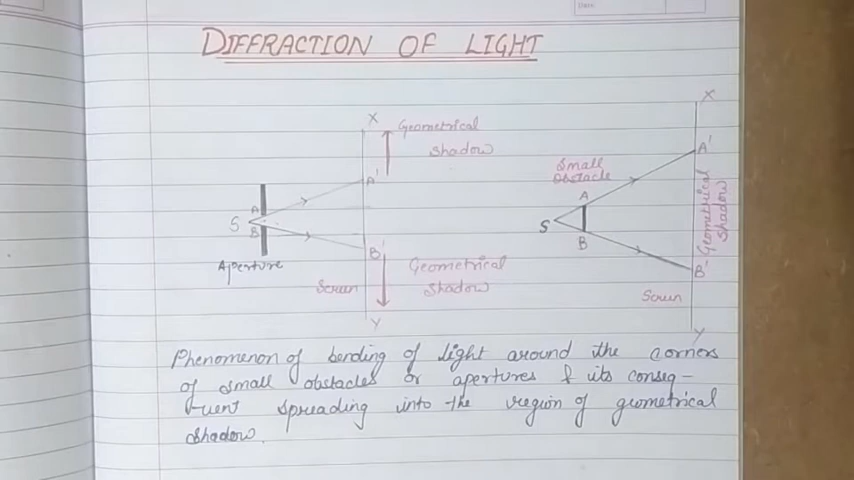 Date
DIFFRACTION OF LIGHT
X
Geometrical
Shadow
A'
S
A
B
Aperture
B'
Geometrical
Shadow
Screen
Y
X
Small
Obstacle
A
A'
S
B
Geometrical
Shadow
B'
Screen
Y
Phenomenon of bending of light around the corners
of small obstacles or apertures & its conseq-
uent spreading into the region of geometrical
shadow.